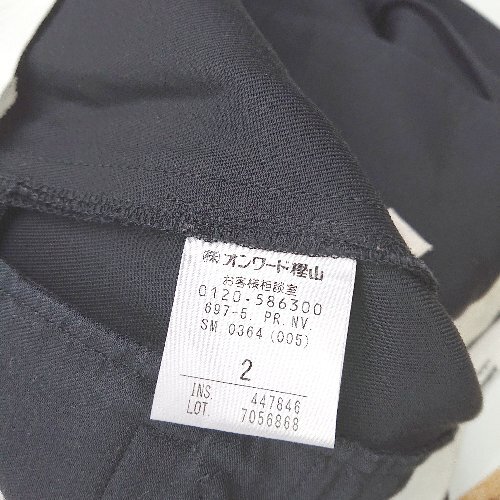 ㈱オンワード樫山
お客様相談室
0120-586300
697-5. PR. NV.
SM 0364 (005)
2
INS. 447846
LOT. 7056868